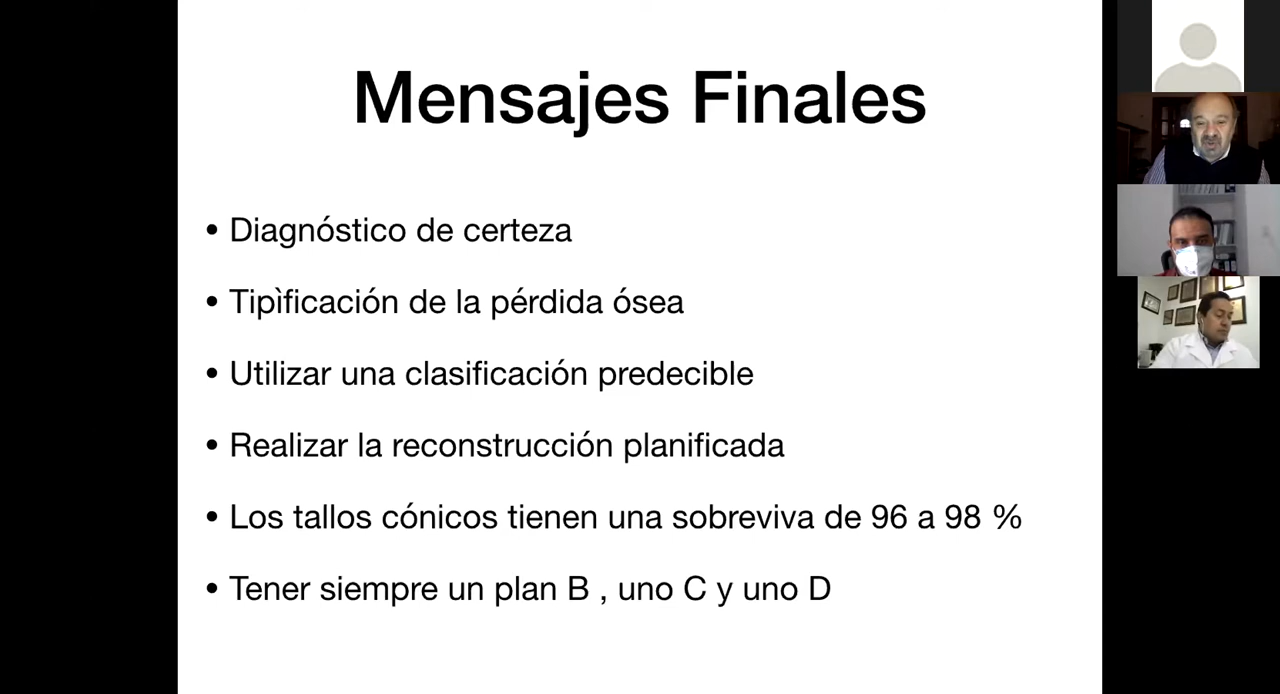 Mensajes Finales
• Diagnóstico de certeza
• Tipìficación de la pérdida ósea
• Utilizar una clasificación predecible
• Realizar la reconstrucción planificada
• Los tallos cónicos tienen una sobreviva de 96 a 98 %
• Tener siempre un plan B , uno C y uno D